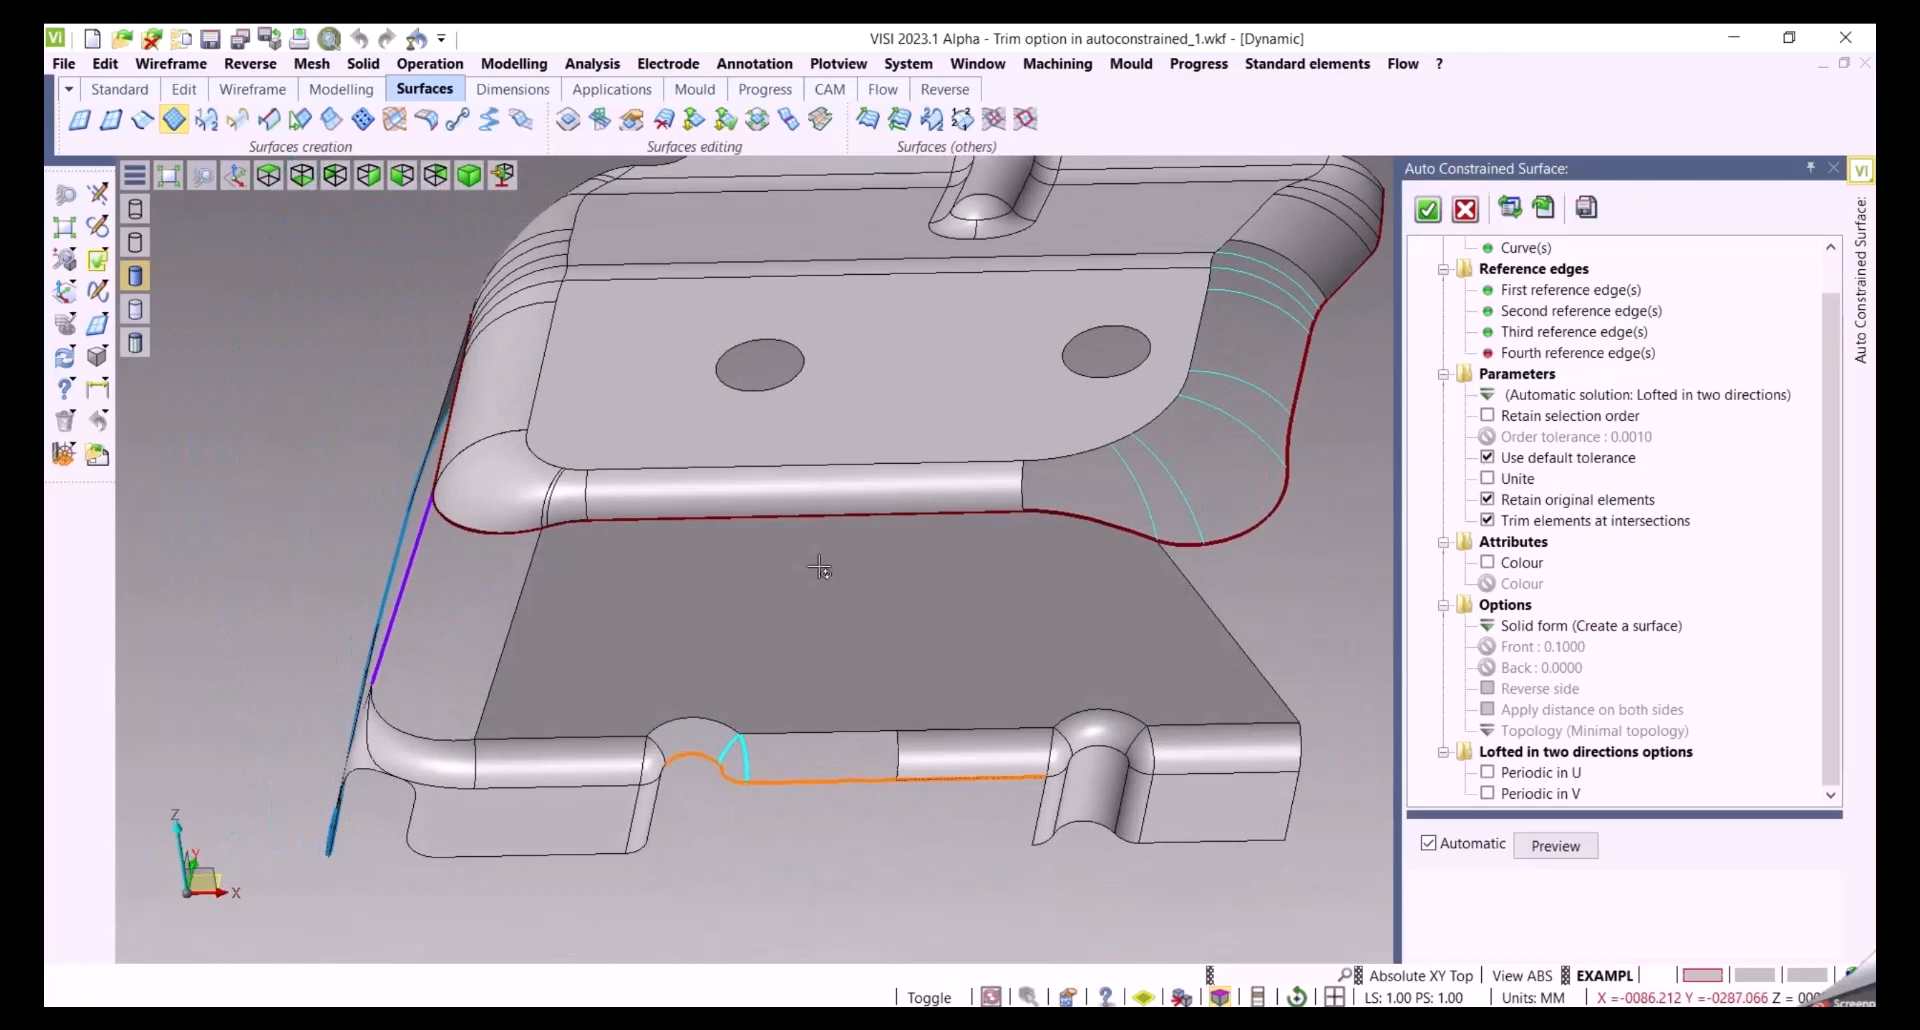 Vi
VISI 2023.1 Alpha - Trim option in autoconstrained_1.wkf - [Dynamic]
File Edit Wireframe Reverse Mesh Solid Operation Modelling Analysis Electrode Annotation Plotview System Window Machining Mould Progress Standard elements Flow ?
Standard Edit Wireframe Modelling Surfaces Dimensions Applications Mould Progress CAM Flow Reverse
Surfaces creation Surfaces editing Surfaces (others)
Auto Constrained Surface:
VI
Auto Constrained Surface:
Curve(s)
Reference edges
First reference edge(s)
Second reference edge(s)
Third reference edge(s)
Fourth reference edge(s)
Parameters
(Automatic solution: Lofted in two directions)
Retain selection order
Order tolerance : 0.0010
Use default tolerance
Unite
Retain original elements
Trim elements at intersections
Attributes
Colour
Colour
Options
Solid form (Create a surface)
Front : 0.1000
Back : 0.0000
Reverse side
Apply distance on both sides
Topology (Minimal topology)
Lofted in two directions options
Periodic in U
Periodic in V
Automatic Preview
Z
Y
X
Absolute XY Top View ABS EXAMPL
Toggle LS: 1.00 PS: 1.00 Units: MM X =-0086.212 Y =-0287.066 Z =